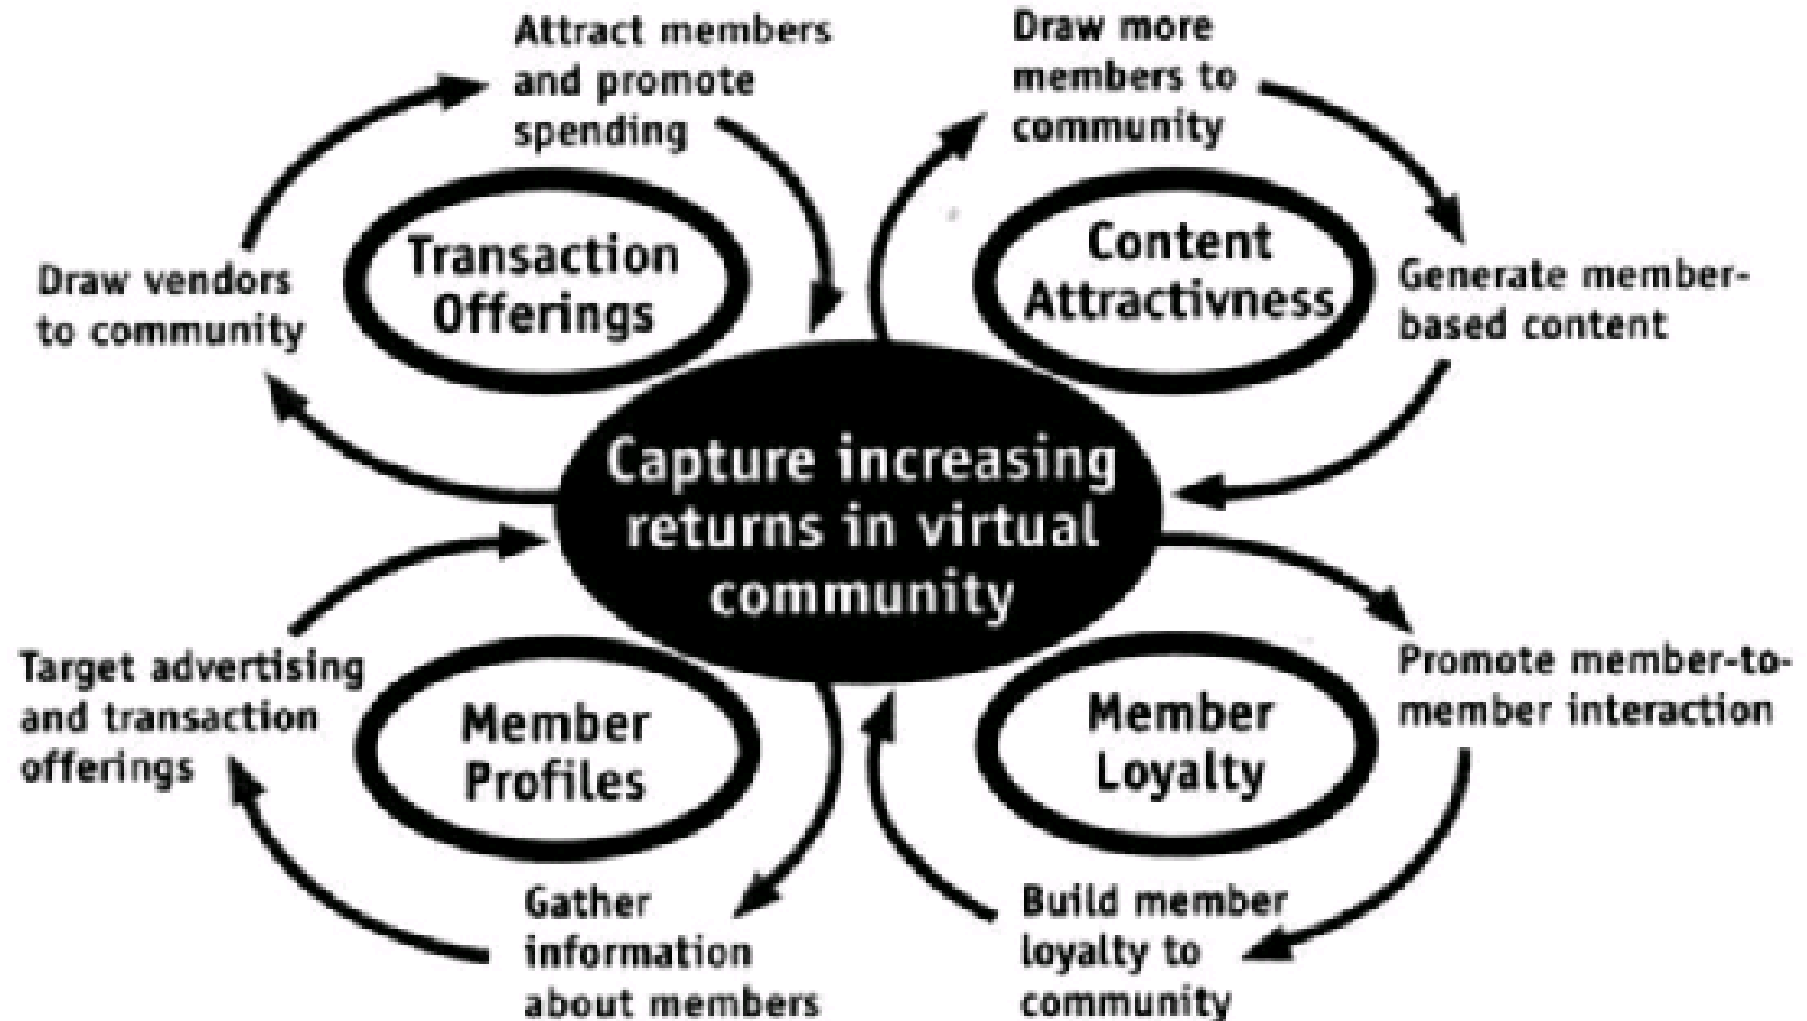 Attract members
and promote
spending
Draw more
members to
community
Transaction
Offerings
Content
Attractivness
Draw vendors
to community
Generate member-
based content
Capture increasing
returns in virtual
community
Target advertising
and transaction
offerings
Member
Profiles
Member
Loyalty
Promote member-to-
member interaction
Gather
information
about members
Build member
loyalty to
community